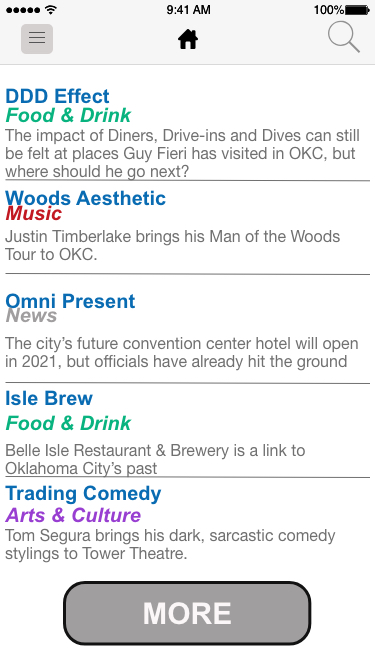 9:41 AM 100%
DDD Effect
Food & Drink
The impact of Diners, Drive-ins and Dives can still
be felt at places Guy Fieri has visited in OKC, but
where should he go next?
Woods Aesthetic
Music
Justin Timberlake brings his Man of the Woods
Tour to OKC.
Omni Present
News
The city’s future convention center hotel will open
in 2021, but officials have already hit the ground
Isle Brew
Food & Drink
Belle Isle Restaurant & Brewery is a link to
Oklahoma City’s past
Trading Comedy
Arts & Culture
Tom Segura brings his dark, sarcastic comedy
stylings to Tower Theatre.
MORE